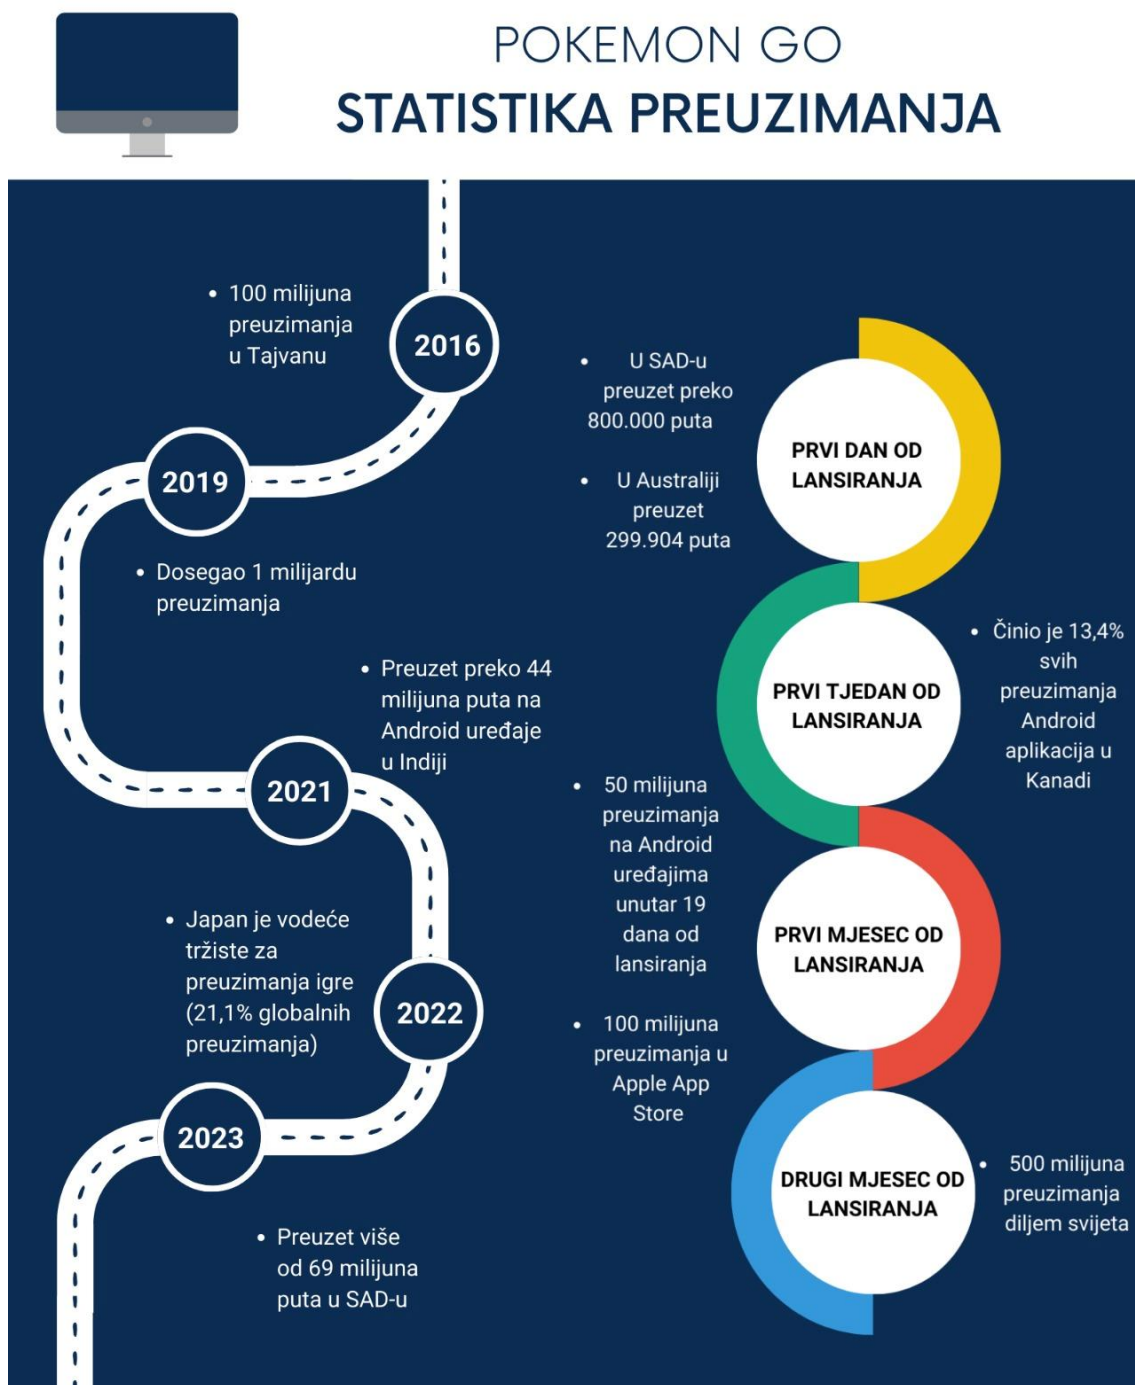 POKEMON GO
STATISTIKA PREUZIMANJA
• 100 milijuna
preuzimanja
u Tajvanu
2016
2019
• Dosegao 1 milijardu
preuzimanja
• Preuzet preko 44
milijuna puta na
Android uređaje
u Indiji
2021
• Japan je vodeće
tržiste za
preuzimanja igre
(21,1% globalnih
preuzimanja)
2022
2023
• Preuzet više
od 69 milijuna
puta u SAD-u
• U SAD-u
preuzet preko
800.000 puta
• U Australiji
preuzet
299.904 puta
PRVI DAN OD
LANSIRANJA
PRVI TJEDAN OD
LANSIRANJA
• Činio je 13,4%
svih
preuzimanja
Android
aplikacija u
Kanadi
• 50 milijuna
preuzimanja
na Android
uređajima
unutar 19
dana od
lansiranja
• 100 milijuna
preuzimanja u
Apple App
Store
PRVI MJESEC OD
LANSIRANJA
DRUGI MJESEC OD
LANSIRANJA
• 500 milijuna
preuzimanja
diljem svijeta